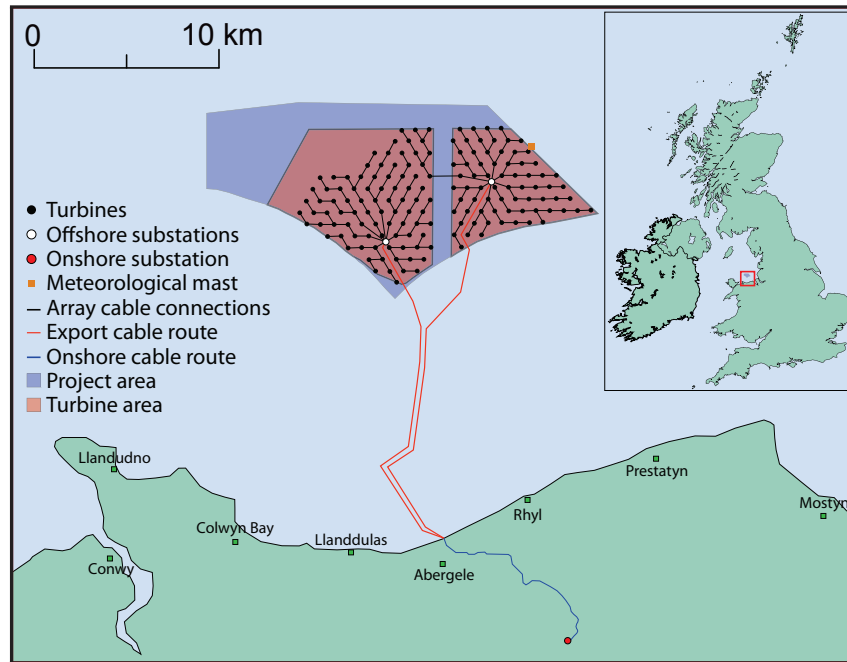 0 10 km
Turbines
Offshore substations
Onshore substation
Meteorological mast
Array cable connections
Export cable route
Onshore cable route
Project area
Turbine area
Llandudno
Prestatyn
Rhyl
Mostyn
Colwyn Bay
Llanddulas
Conwy
Abergele